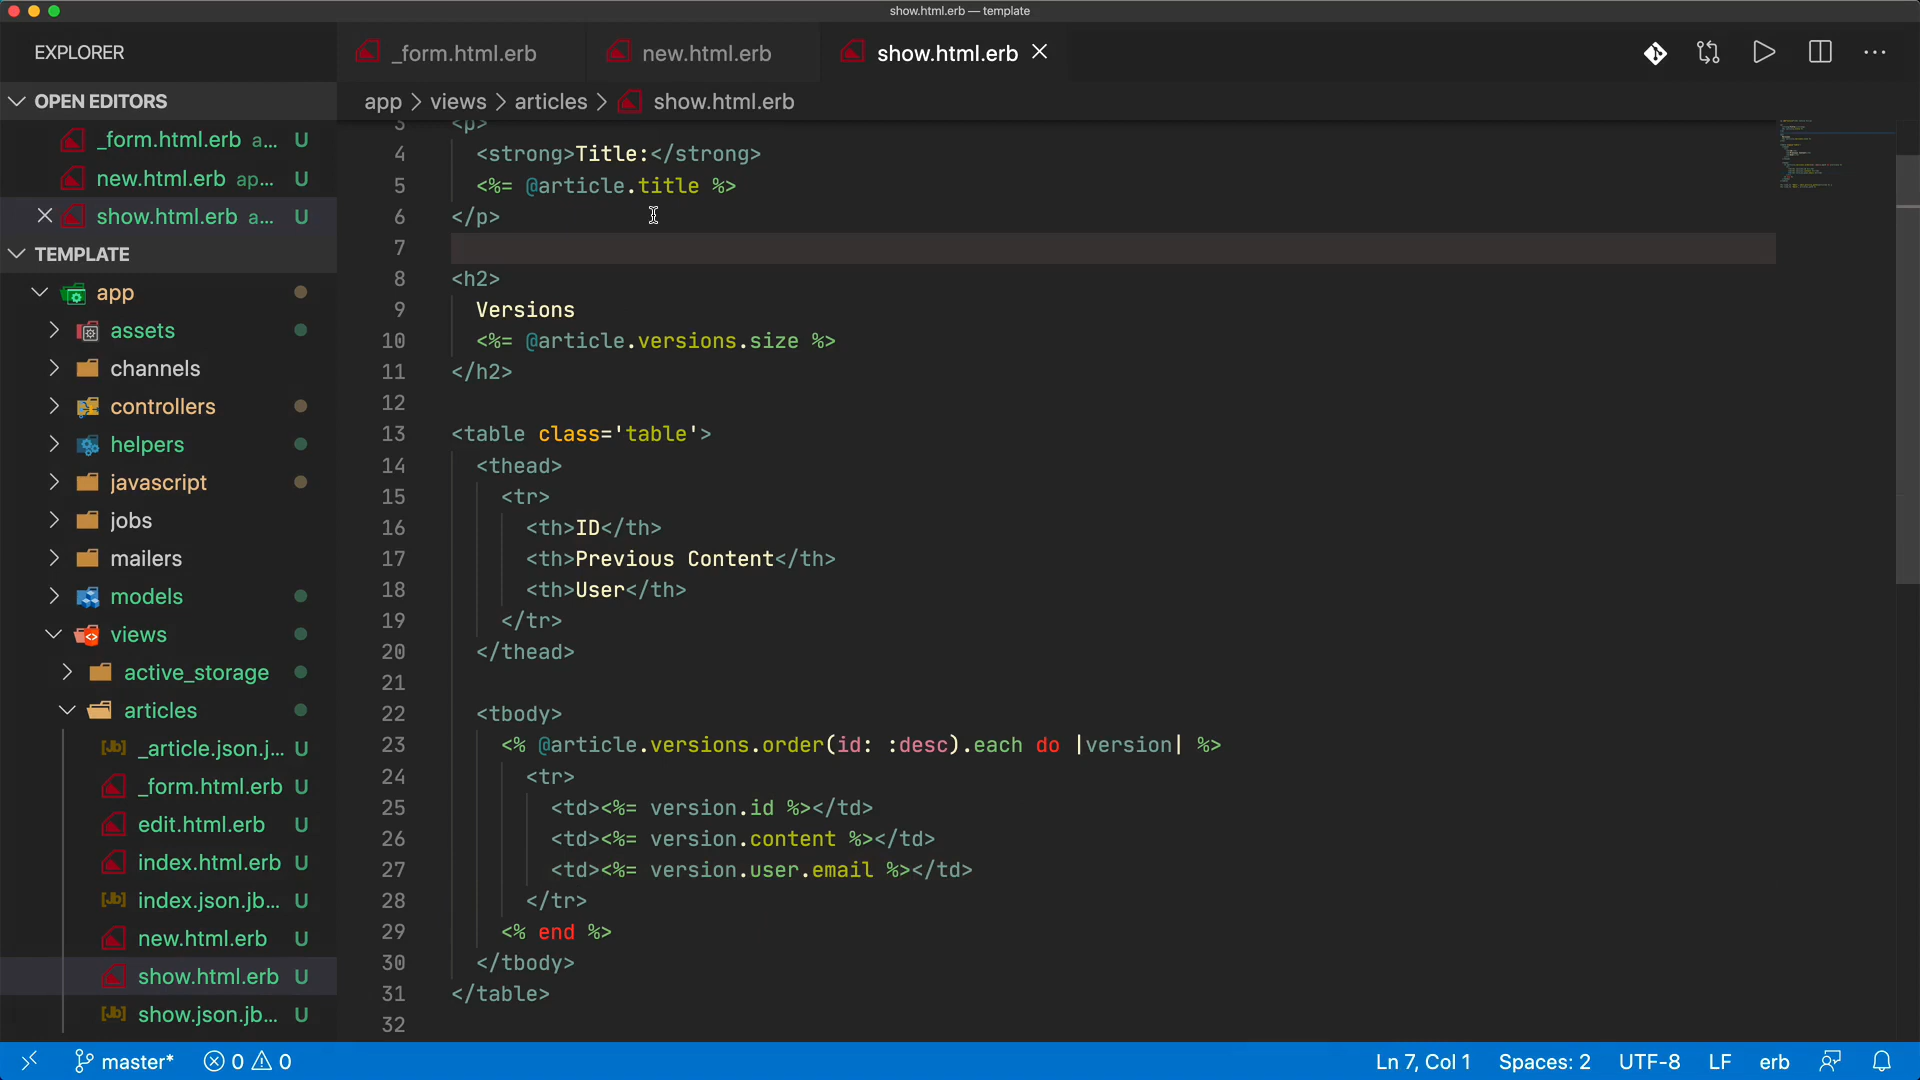 show.html.erb — template
EXPLORER
_form.html.erb
new.html.erb
show.html.erb
OPEN EDITORS
_form.html.erb a... U
new.html.erb ap... U
show.html.erb a... U
TEMPLATE
app
assets
channels
controllers
helpers
javascript
jobs
mailers
models
views
active_storage
articles
_article.json.j... U
_form.html.erb U
edit.html.erb U
index.html.erb U
index.json.jb... U
new.html.erb U
show.html.erb U
show.json.jb... U
app > views > articles > show.html.erb
3 <p>
4 <strong>Title:</strong>
5 <%= @article.title %>
6 </p>
7
8 <h2>
9 Versions
10 <%= @article.versions.size %>
11 </h2>
12
13 <table class='table'>
14 <thead>
15 <tr>
16 <th>ID</th>
17 <th>Previous Content</th>
18 <th>User</th>
19 </tr>
20 </thead>
21
22 <tbody>
23 <% @article.versions.order(id: :desc).each do |version| %>
24 <tr>
25 <td><%= version.id %></td>
26 <td><%= version.content %></td>
27 <td><%= version.user.email %></td>
28 </tr>
29 <% end %>
30 </tbody>
31 </table>
32
master* 0 0
Ln 7, Col 1 Spaces: 2 UTF-8 LF erb